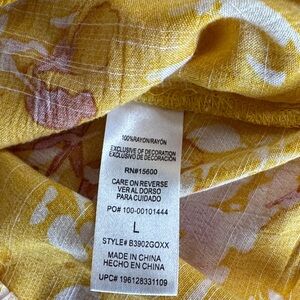 100%RAYON/RAYÓN
EXCLUSIVE OF DECORATION
EXCLUSIVO DE DECORACIÓN
RN#15600
CARE ON REVERSE
VER AL DORSO
PARA CUIDADO
PO# 100-00101444
L
STYLE# B3902GOXX
MADE IN CHINA
HECHO EN CHINA
UPC# 196128331109